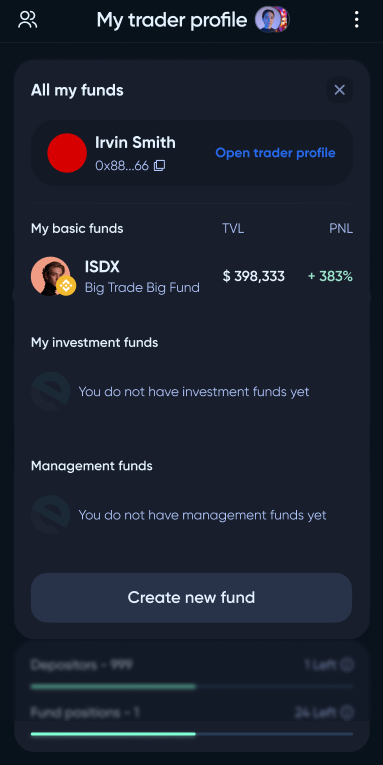 My trader profile
All my funds
Irvin Smith
0x88...66
Open trader profile
My basic funds TVL PNL
ISDX
Big Trade Big Fund
$ 398,333 + 383%
My investment funds
You do not have investment funds yet
Management funds
You do not have management funds yet
Create new fund
Depositors - 999 1 Left
Fund positions - 1 24 Left